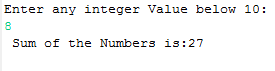 Enter any integer Value below 10:
8
Sum of the Numbers is:27